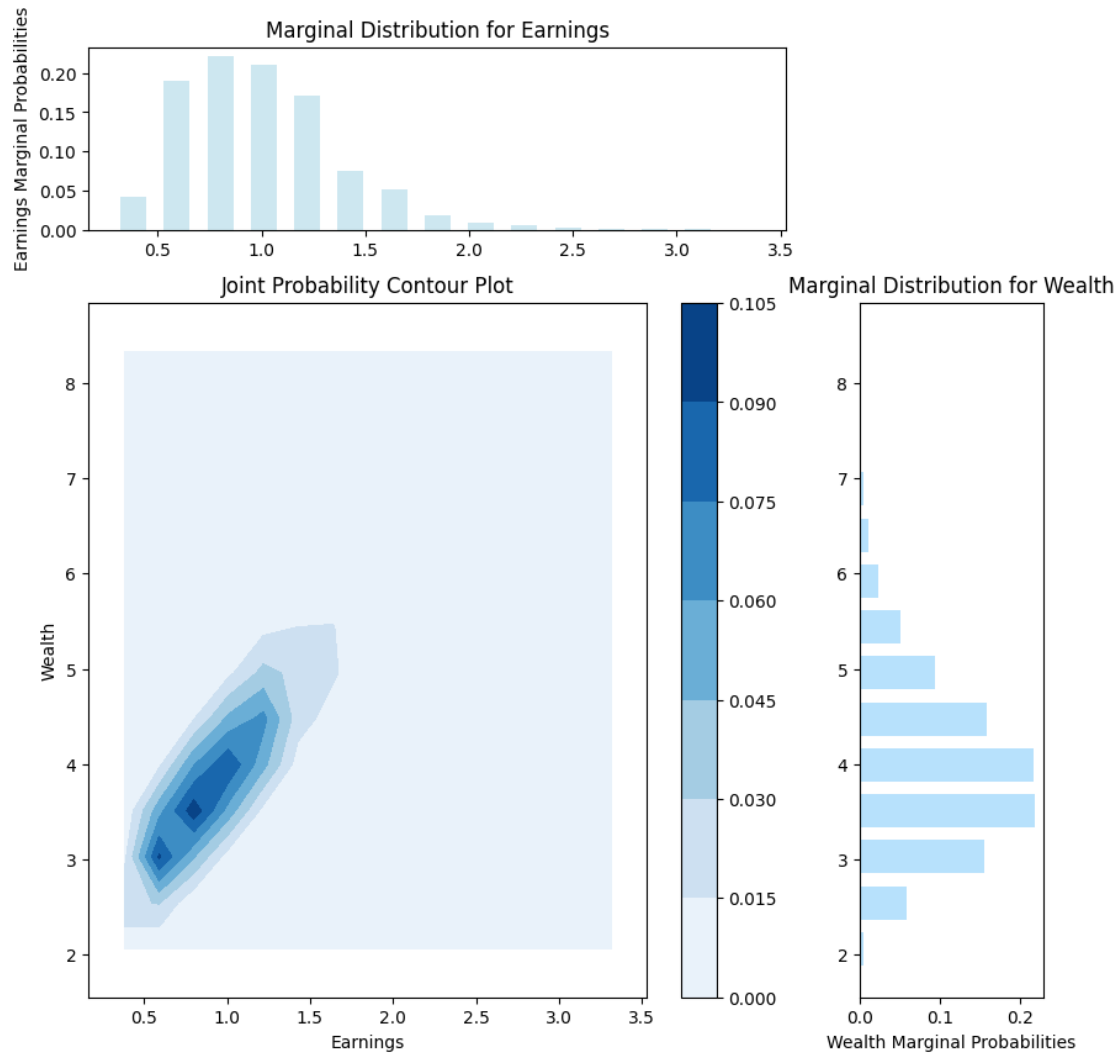 Marginal Distribution for Earnings
Earnings Marginal Probabilities
0.20
0.15
0.10
0.05
0.00
0.5 1.0 1.5 2.0 2.5 3.0 3.5
Joint Probability Contour Plot
Wealth
8
7
6
5
4
3
2
0.5 1.0 1.5 2.0 2.5 3.0 3.5
Earnings
0.105
0.090
0.075
0.060
0.045
0.030
0.015
0.000
Marginal Distribution for Wealth
8
7
6
5
4
3
2
0.0 0.1 0.2
Wealth Marginal Probabilities